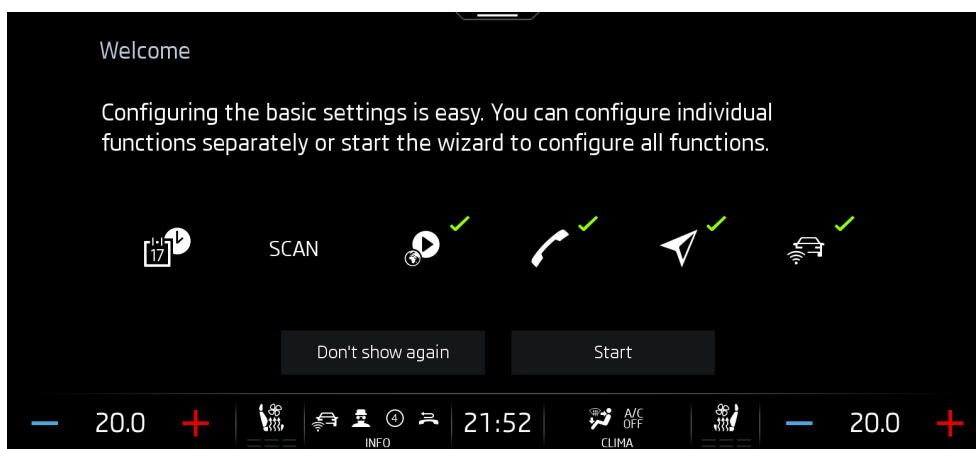 Welcome
Configuring the basic settings is easy. You can configure individual
functions separately or start the wizard to configure all functions.
17
SCAN
Don't show again
Start
20.0
4
INFO
21:52
A/C
OFF
CLIMA
20.0